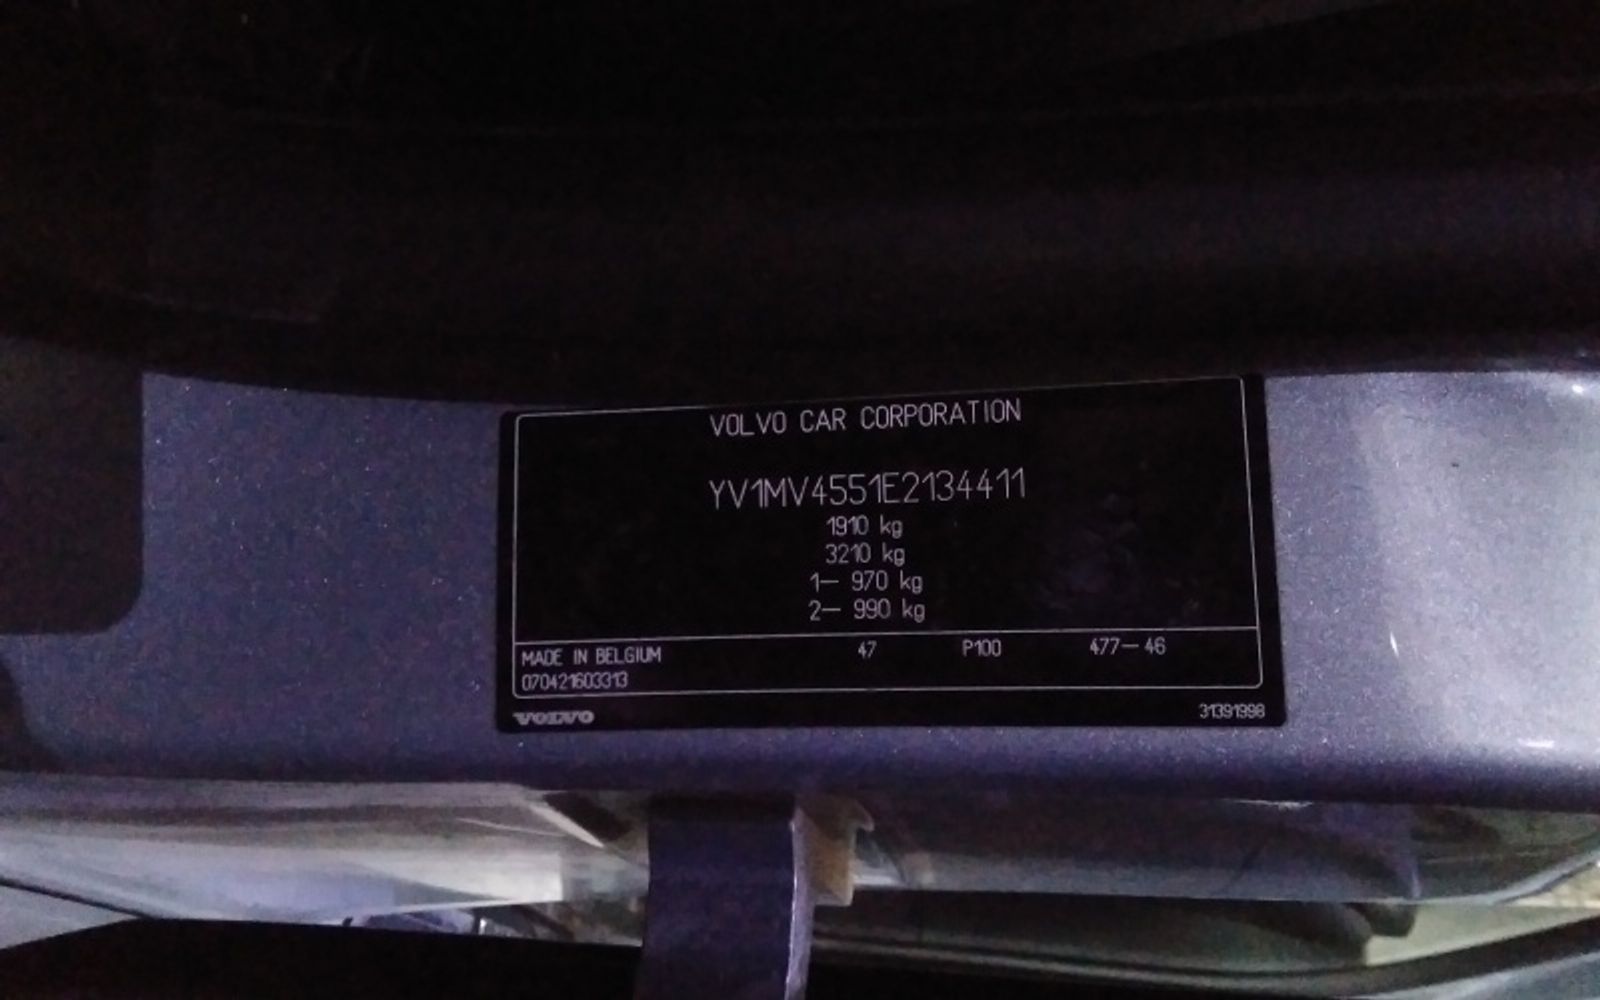 VOLVO CAR CORPORATION
YV1MV4551E2134411
1910 kg
3210 kg
1— 970 kg
2— 990 kg
MADE IN BELGIUM 47 P100 477—46
070421603313
VOLVO 31391998